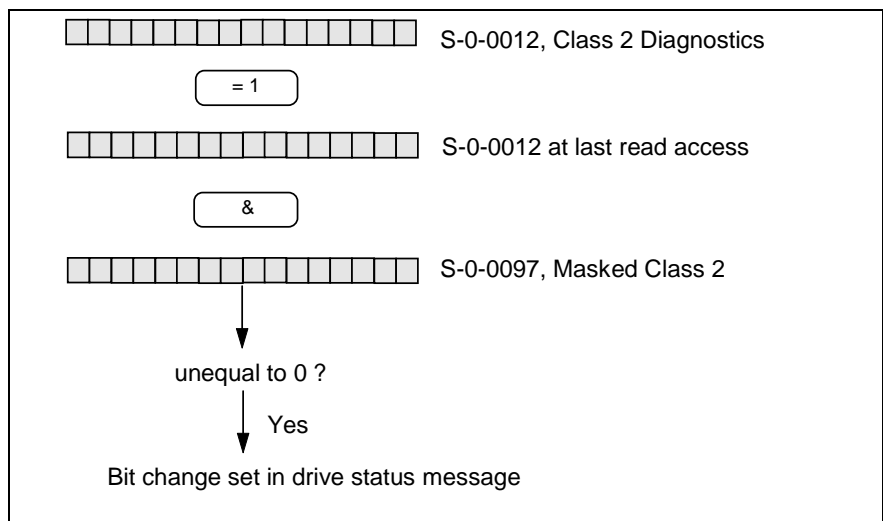 S-0-0012, Class 2 Diagnostics
= 1
S-0-0012 at last read access
&
S-0-0097, Masked Class 2
unequal to 0 ?
Yes
Bit change set in drive status message